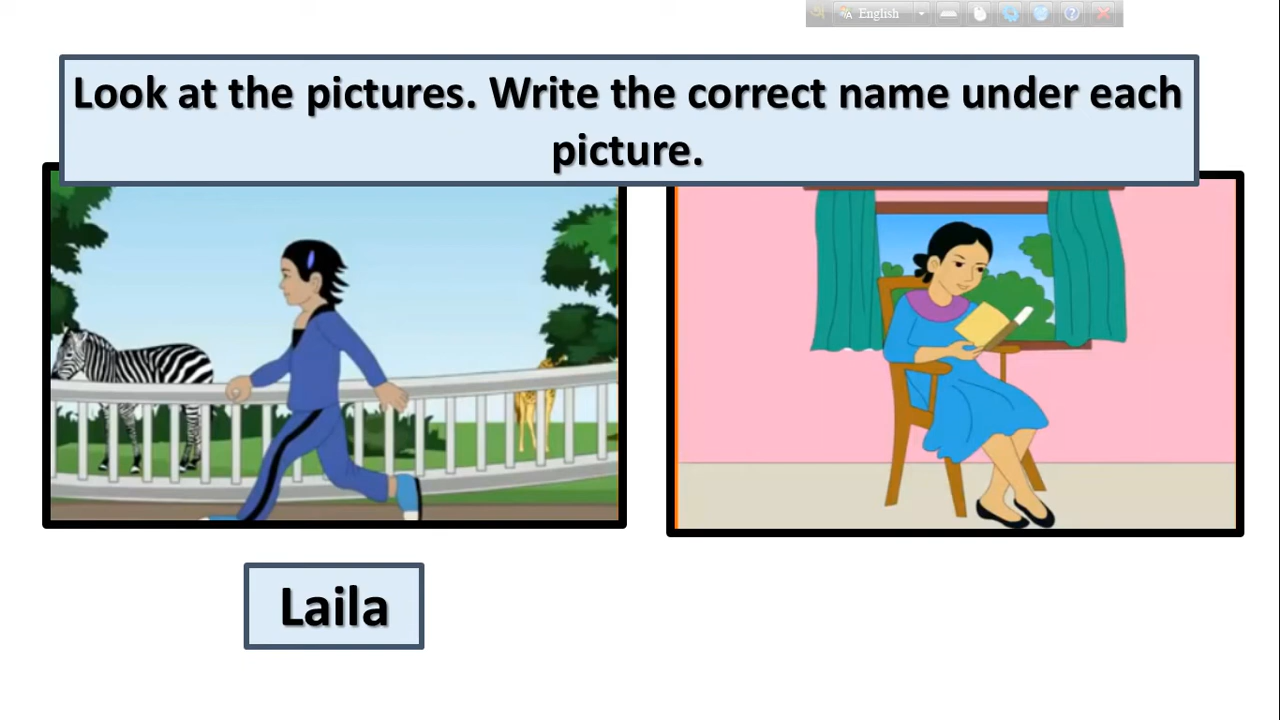 English
Look at the pictures. Write the correct name under each
picture.
Laila